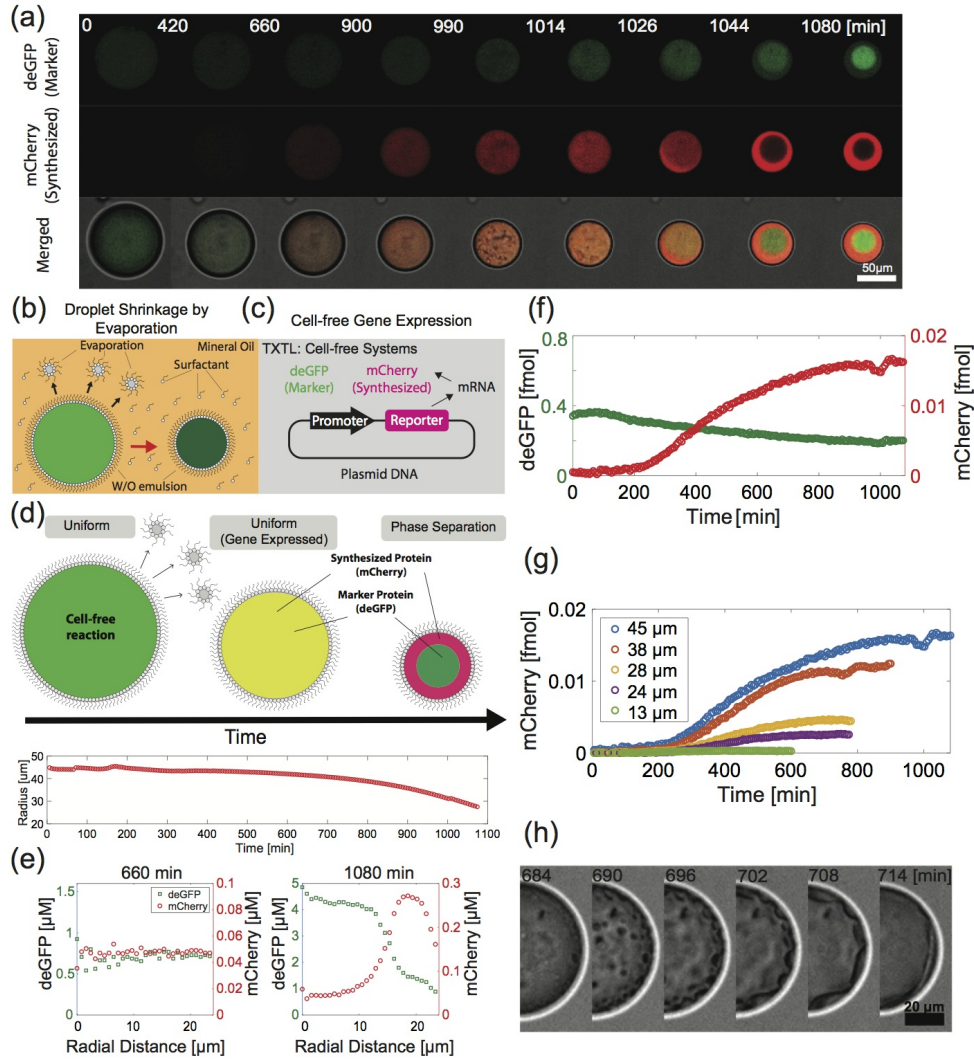 (a)
0 420 660 900 990 1014 1026 1044 1080 [min]
deGFP
(Marker)
mCherry
(Synthesized)
Merged
50μm
(b)
Droplet Shrinkage by
Evaporation
Evaporation
Mineral Oil
Surfactant
W/O emulsion
(c)
Cell-free Gene Expression
TXTL: Cell-free Systems
deGFP
(Marker)
mCherry
(Synthesized)
mRNA
Promoter
Reporter
Plasmid DNA
(d)
Uniform
Uniform
(Gene Expressed)
Phase Separation
Synthesized Protein
(mCherry)
Marker Protein
(deGFP)
Cell-free
reaction
Time
Radius [um]
50
40
30
20
0 100 200 300 400 500 600 700 800 900 1000 1100
Time [min]
(e)
660 min
deGFP [μM]
1.5
1
0.5
0
deGFP
mCherry
0.1
0.08
0.06
0.04
0.02
0
mCherry [μM]
0 10 20
Radial Distance [μm]
1080 min
deGFP [μM]
5
4
3
2
1
0
0.3
0.2
0.1
0
mCherry [μM]
0 10 20
Radial Distance [μm]
(f)
deGFP [fmol]
0.8
0.4
0
0.02
0.01
0
mCherry [fmol]
0 200 400 600 800 1000
Time [min]
(g)
mCherry [fmol]
0.02
0.01
0
45 μm
38 μm
28 μm
24 μm
13 μm
0 200 400 600 800 1000
Time [min]
(h)
684 690 696 702 708 714 [min]
20 μm